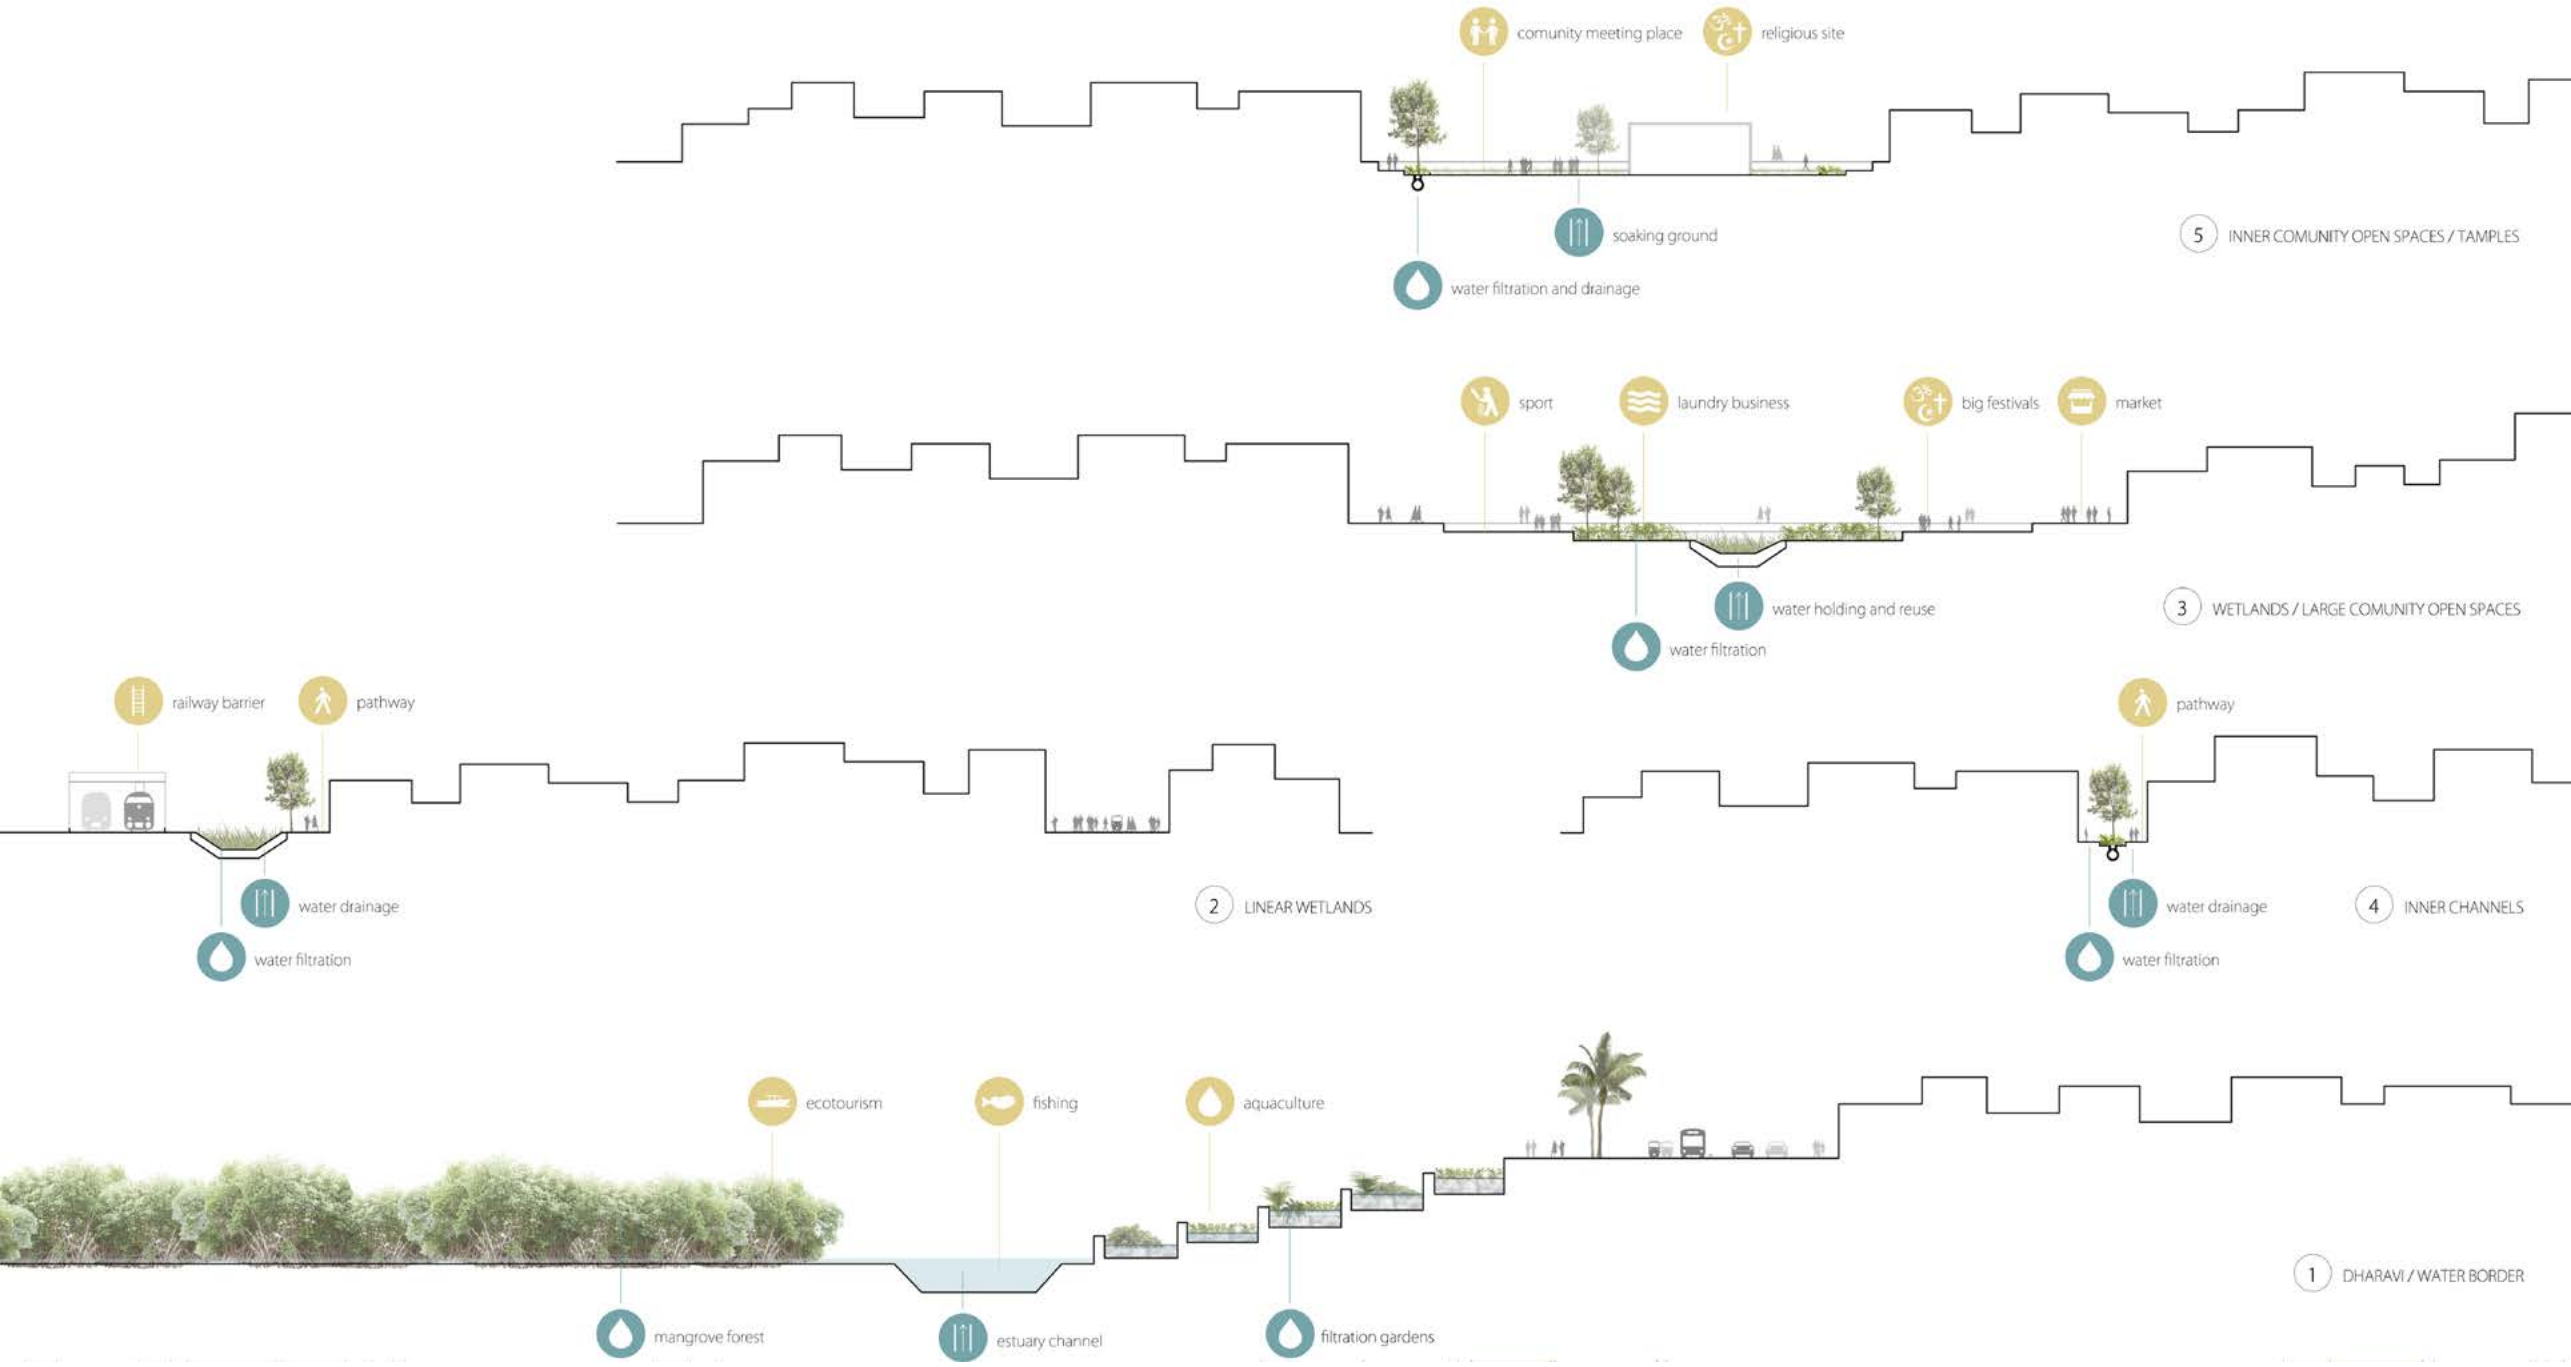 comunity meeting place
religious site
soaking ground
water filtration and drainage
5 INNER COMUNITY OPEN SPACES / TAMPLES
sport
laundry business
big festivals
market
water holding and reuse
water filtration
3 WETLANDS / LARGE COMUNITY OPEN SPACES
railway barrier
pathway
water drainage
water filtration
2 LINEAR WETLANDS
pathway
water drainage
water filtration
4 INNER CHANNELS
ecotourism
fishing
aquaculture
mangrove forest
estuary channel
filtration gardens
1 DHARAVI / WATER BORDER